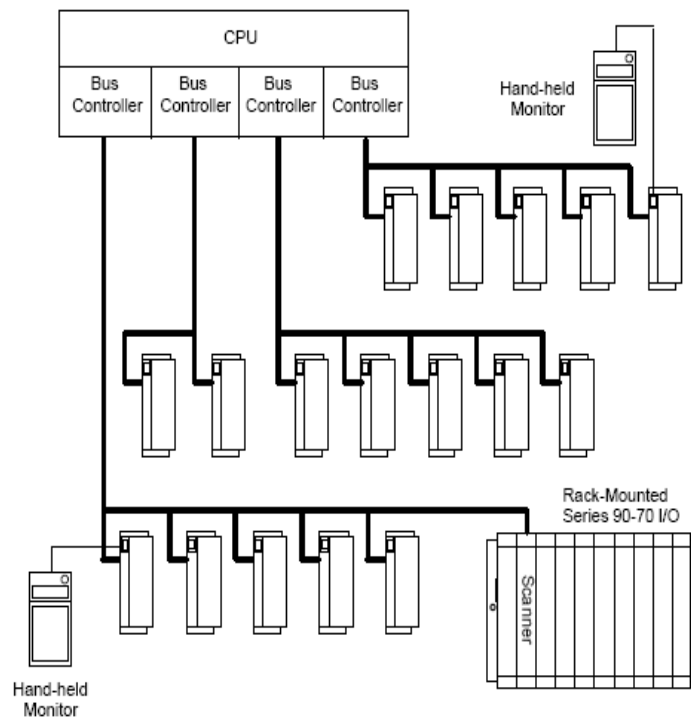 CPU
Bus
Controller
Bus
Controller
Bus
Controller
Bus
Controller
Hand-held
Monitor
Rack-Mounted
Series 90-70 I/O
Scanner
Hand-held
Monitor